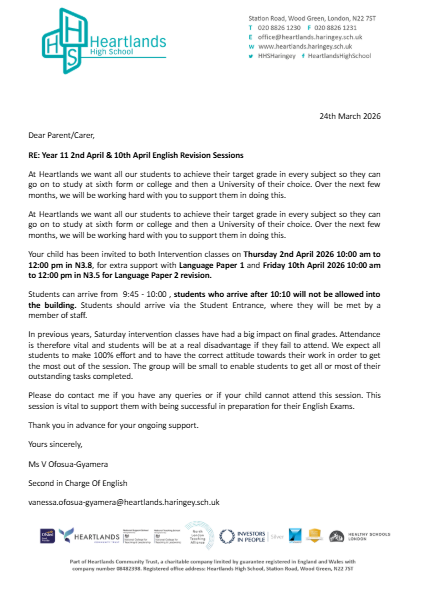 HHS Heartlands
High School
Station Road, Wood Green, London, N22 7ST
T 020 8826 1230 F 020 8826 1231
E office@heartlands.haringey.sch.uk
W www.heartlands.haringey.sch.uk
HHSHaringey f HeartlandsHighSchool
24th March 2026
Dear Parent/Carer,
RE: Year 11 2nd April & 10th April English Revision Sessions
At Heartlands we want all our students to achieve their target grade in every subject so they can
go on to study at sixth form or college and then a University of their choice. Over the next few
months, we will be working hard with you to support them in doing this.
At Heartlands we want all our students to achieve their target grade in every subject so they can
go on to study at sixth form or college and then a University of their choice. Over the next few
months, we will be working hard with you to support them in doing this.
Your child has been invited to both Intervention classes on Thursday 2nd April 2026 10:00 am to
12:00 pm in N3.8, for extra support with Language Paper 1 and Friday 10th April 2026 10:00 am
to 12:00 pm in N3.5 for Language Paper 2 revision.
Students can arrive from 9:45 - 10:00 , students who arrive after 10:10 will not be allowed into
the building. Students should arrive via the Student Entrance, where they will be met by a
member of staff.
In previous years, Saturday intervention classes have had a big impact on final grades. Attendance
is therefore vital and students will be at a real disadvantage if they fail to attend. We expect all
students to make 100% effort and to have the correct attitude towards their work in order to get
the most out of the session. The group will be small to enable students to get all or most of their
outstanding tasks completed.
Please do contact me if you have any queries or if your child cannot attend this session. This
session is vital to support them with being successful in preparation for their English Exams.
Thank you in advance for your ongoing support.
Yours sincerely,
Ms V Ofosua-Gyamera
Second in Charge Of English
vanessa.ofosua-gyamera@heartlands.haringey.sch.uk
HEARTLANDS
INVESTORS
IN PEOPLE Silver
HEALTHY SCHOOLS
LONDON
Part of Heartlands Community Trust, a charitable company limited by guarantee registered in England and Wales with
company number 08482398. Registered office address: Heartlands High School, Station Road, Wood Green, N22 7ST